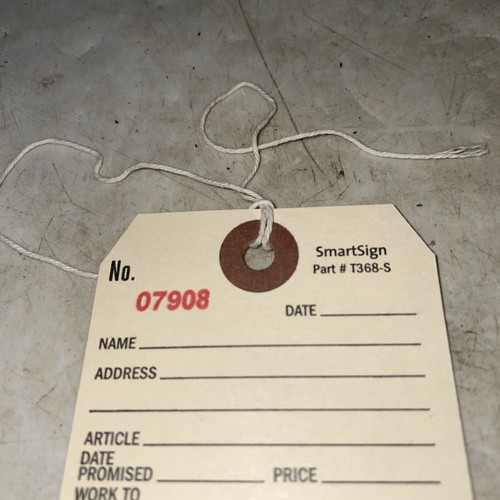 SmartSign
Part # T368-S
No.
07908
DATE
NAME
ADDRESS
ARTICLE
DATE
PROMISED PRICE
WORK TO